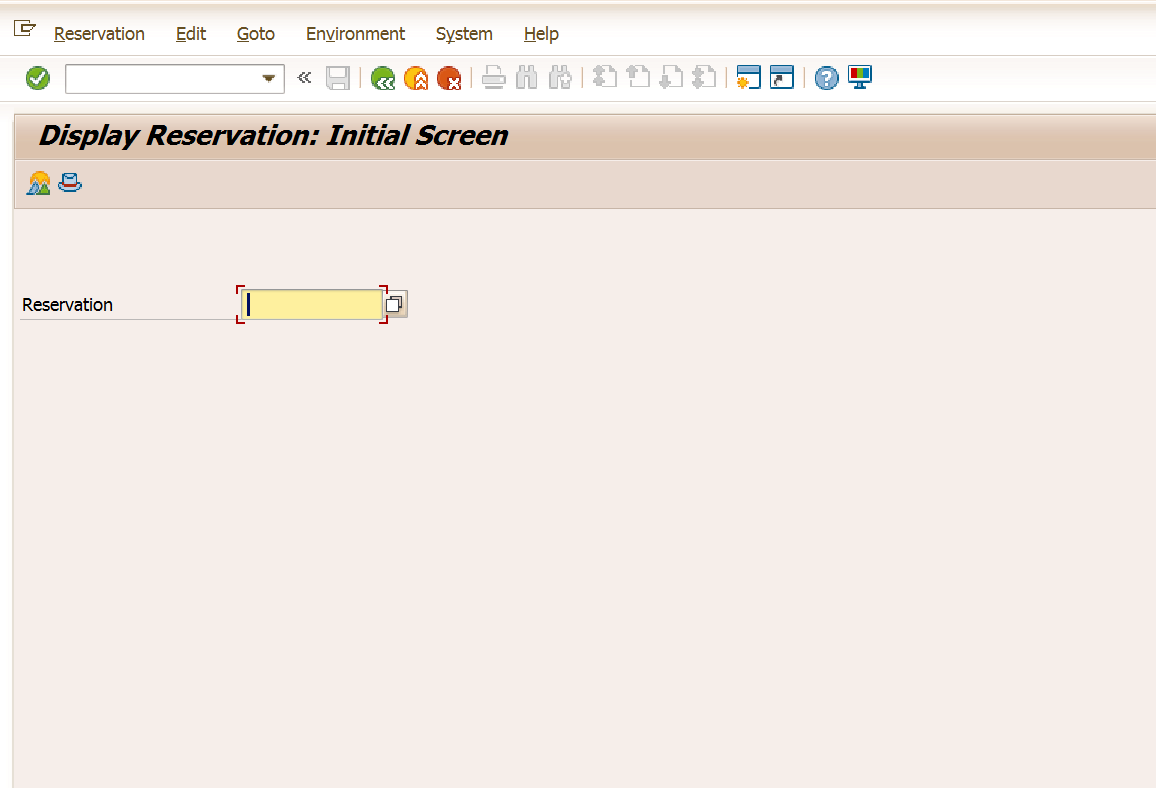 Reservation Edit Goto Environment System Help
Display Reservation: Initial Screen
Reservation